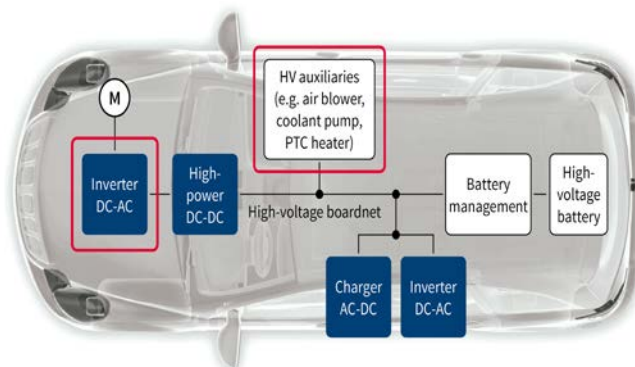 M
HV auxiliaries
(e.g. air blower,
coolant pump,
PTC heater)
Inverter
DC-AC
High-
power
DC-DC
High-voltage boardnet
Battery
management
High-
voltage
battery
Charger
AC-DC
Inverter
DC-AC